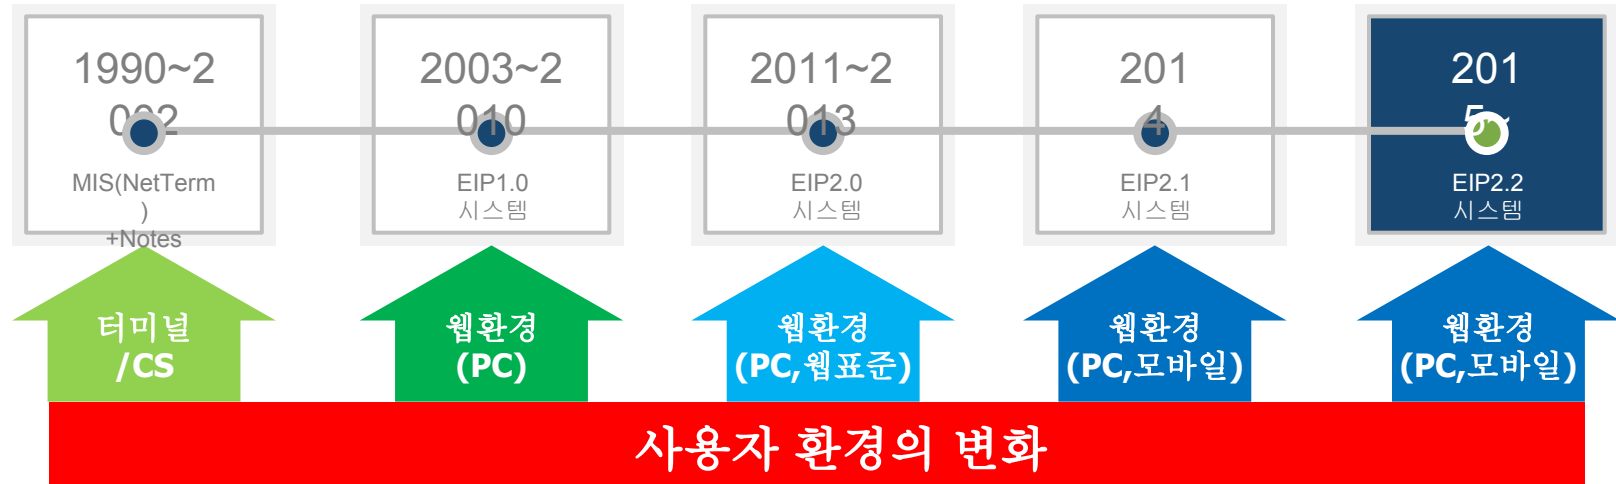 1990~2
002
MIS(NetTerm
)
+Notes
2003~2
010
EIP1.0
시스템
2011~2
013
EIP2.0
시스템
201
4
EIP2.1
시스템
201
5~
EIP2.2
시스템
터미널
/CS
웹환경
(PC)
웹환경
(PC,웹표준)
웹환경
(PC,모바일)
웹환경
(PC,모바일)
사용자 환경의 변화